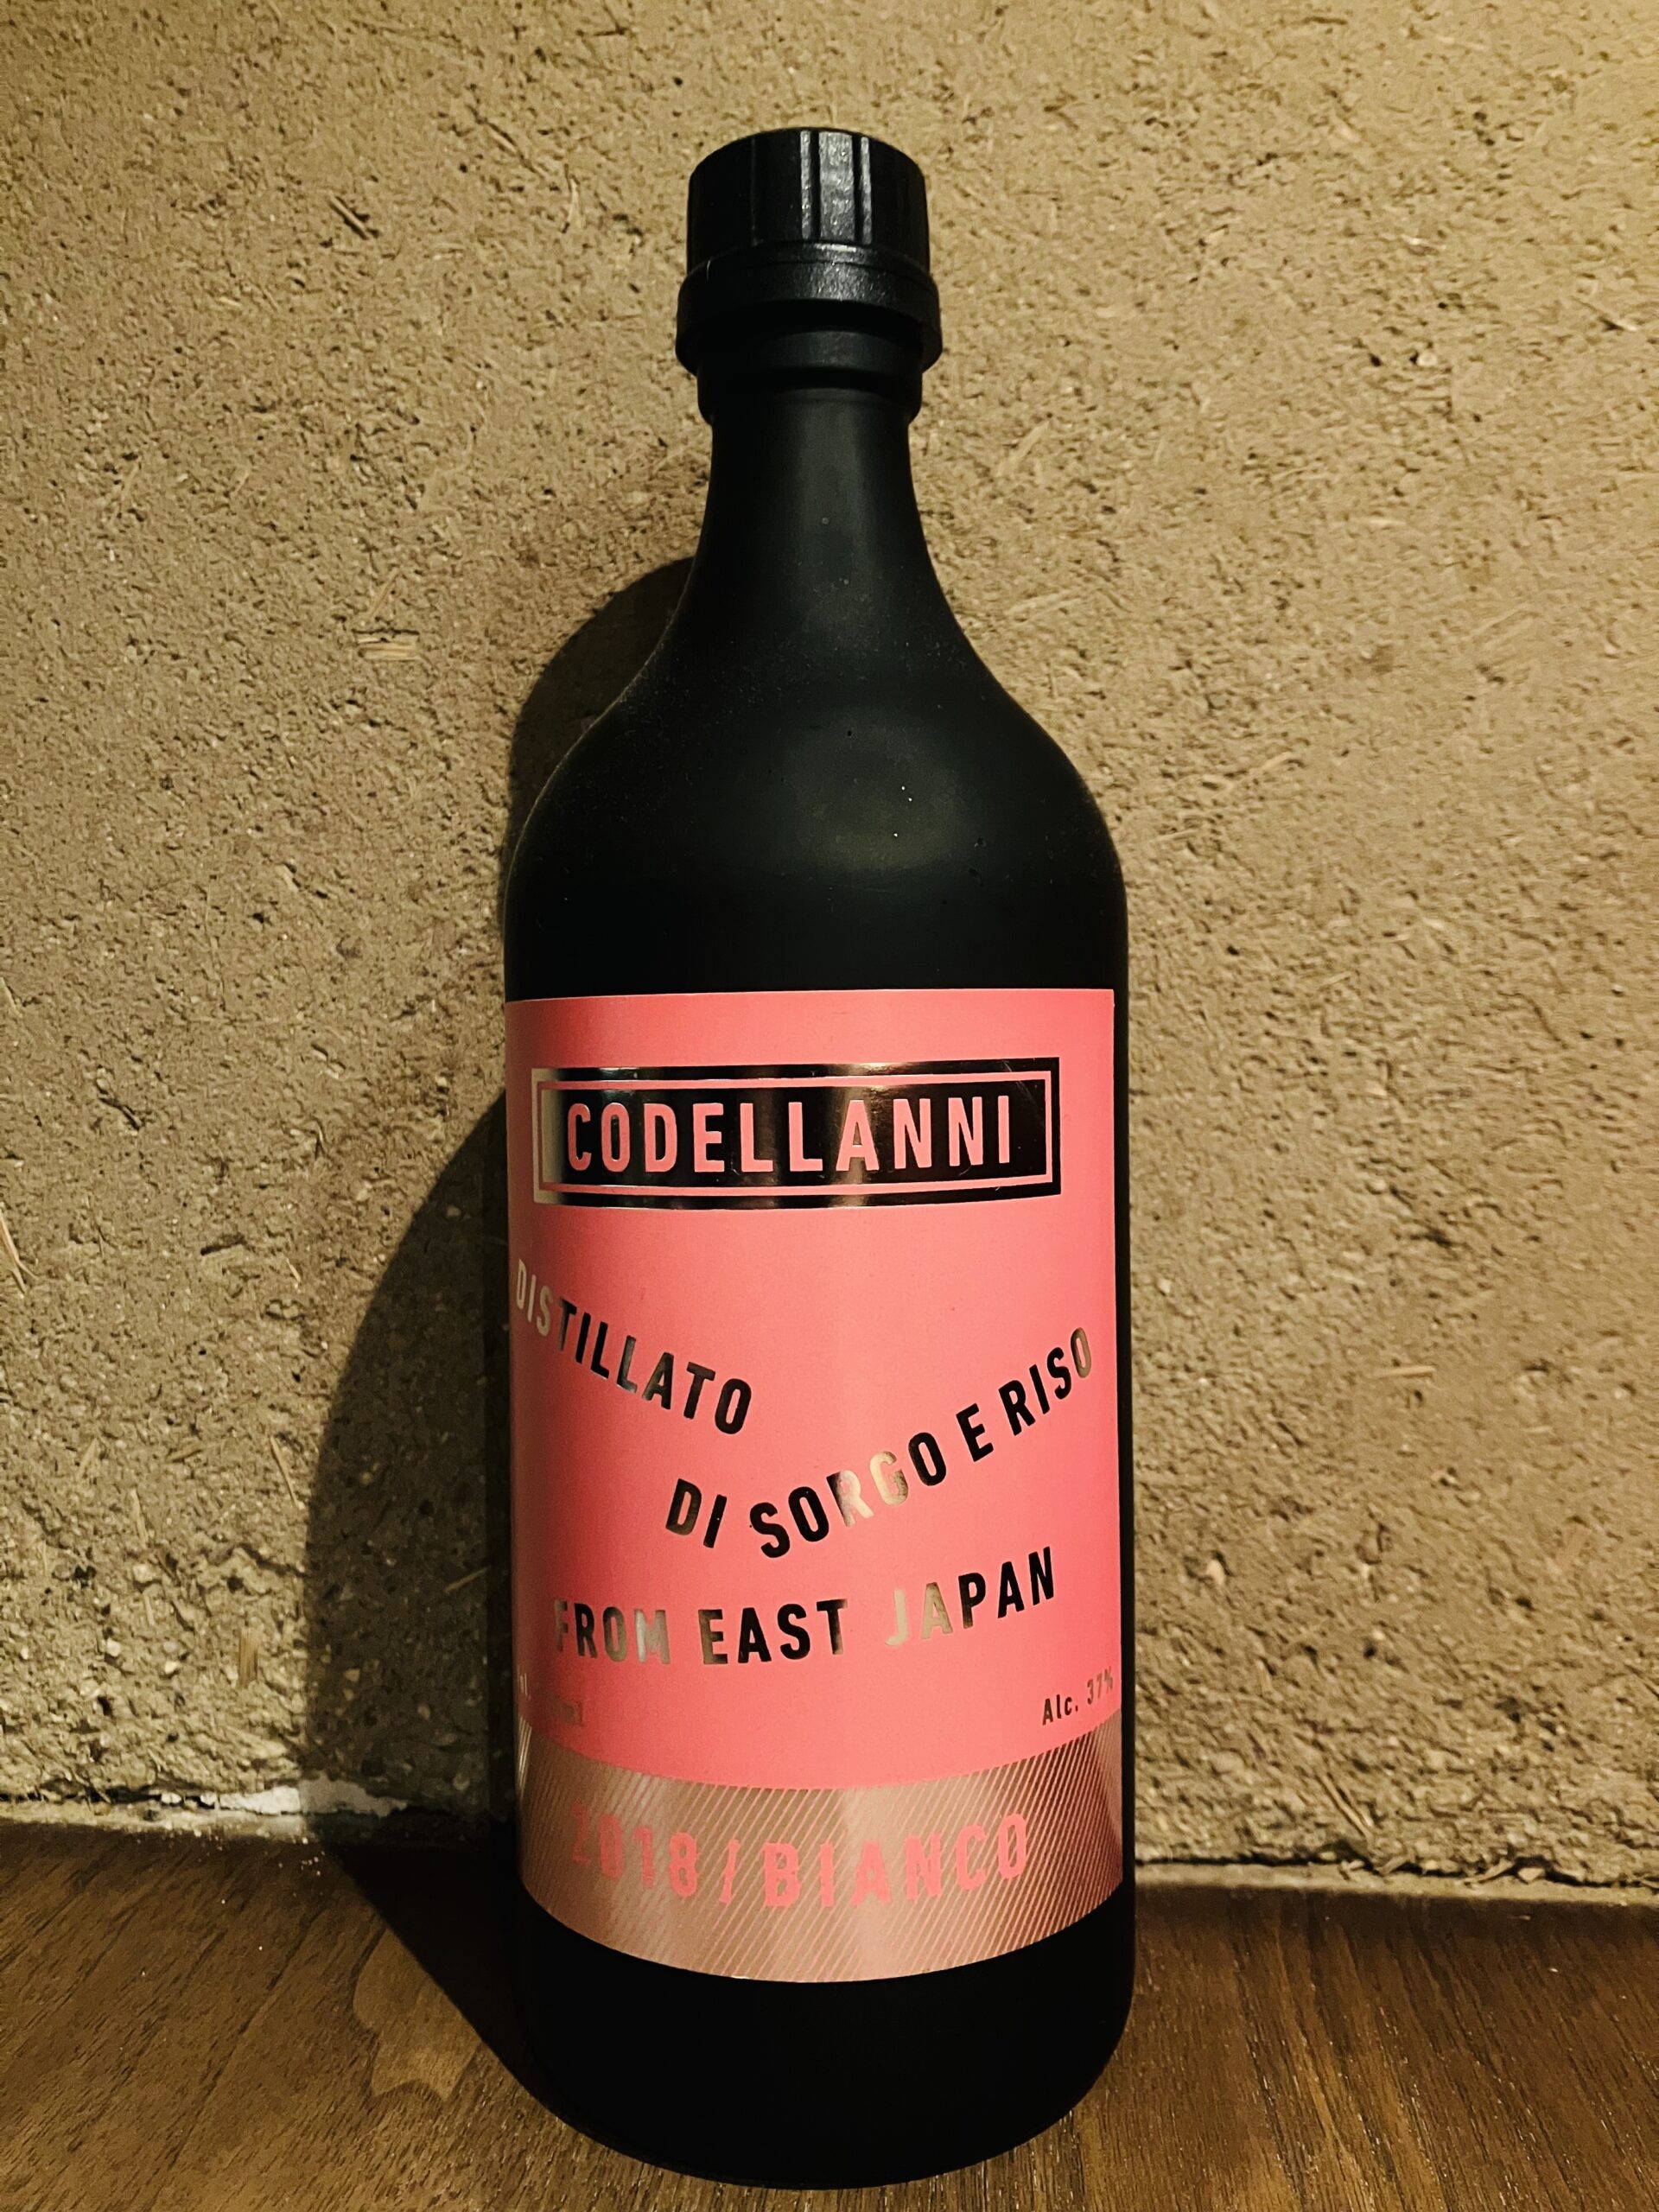 CODELLANNI
DISTILLATO
DI SORGO E RISO
FROM EAST JAPAN
Alc. 37%
2018/BIANCO